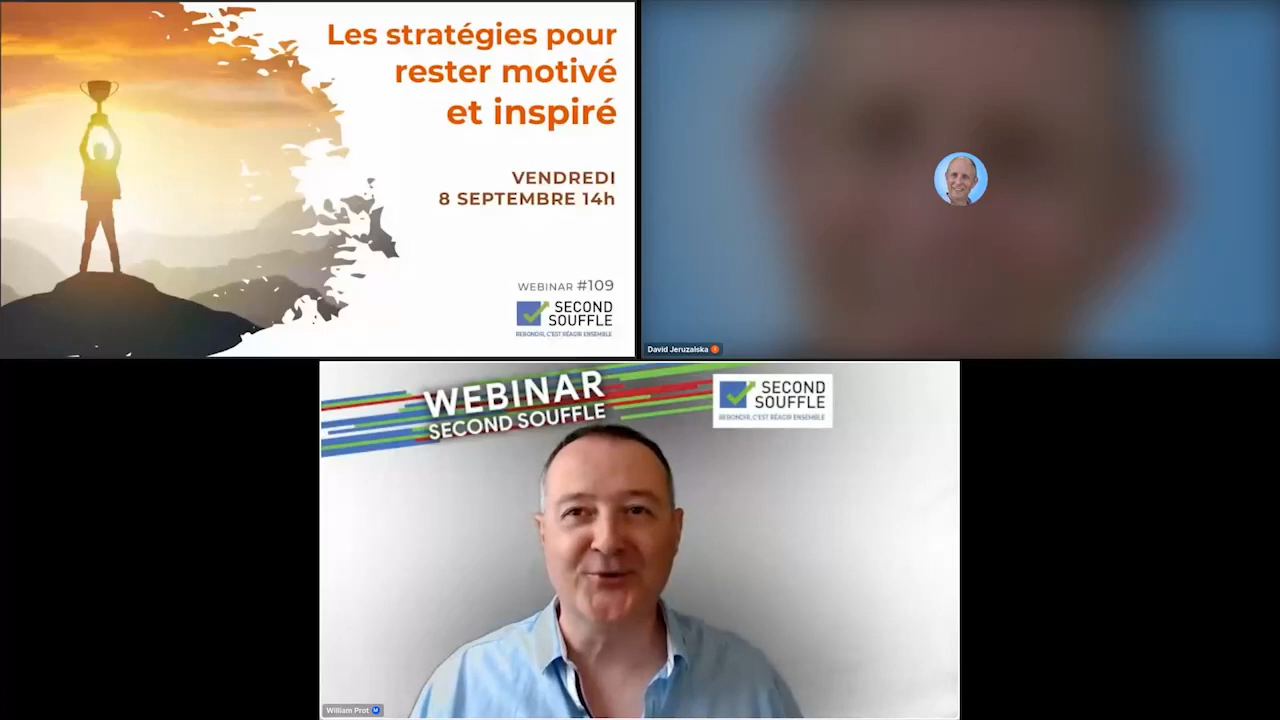 Les stratégies pour
rester motivé
et inspiré
VENDREDI
8 SEPTEMBRE 14h
WEBINAR #109
SECOND
SOUFFLE
REBONDIR, C'EST RÉAGIR ENSEMBLE
David Jeruzalska
WEBINAR
SECOND SOUFFLE
SECOND
SOUFFLE
REBONDIR, C'EST RÉAGIR ENSEMBLE
William Prot M